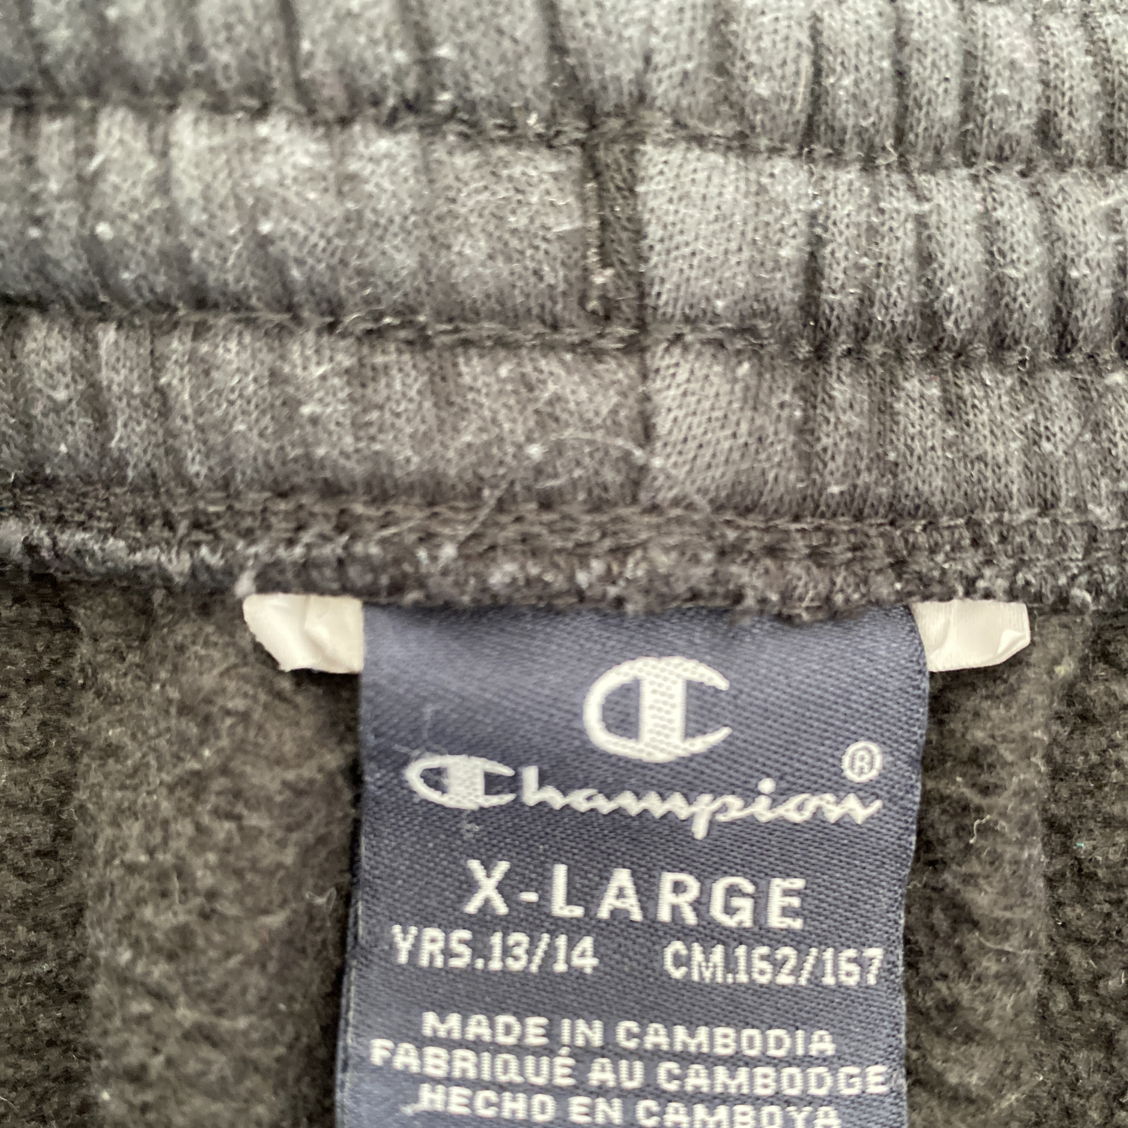 C
Champion®
X-LARGE
YRS.13/14 CM.162/167
MADE IN CAMBODIA
FABRIQUÉ AU CAMBODGE
HECHO EN CAMBOYA